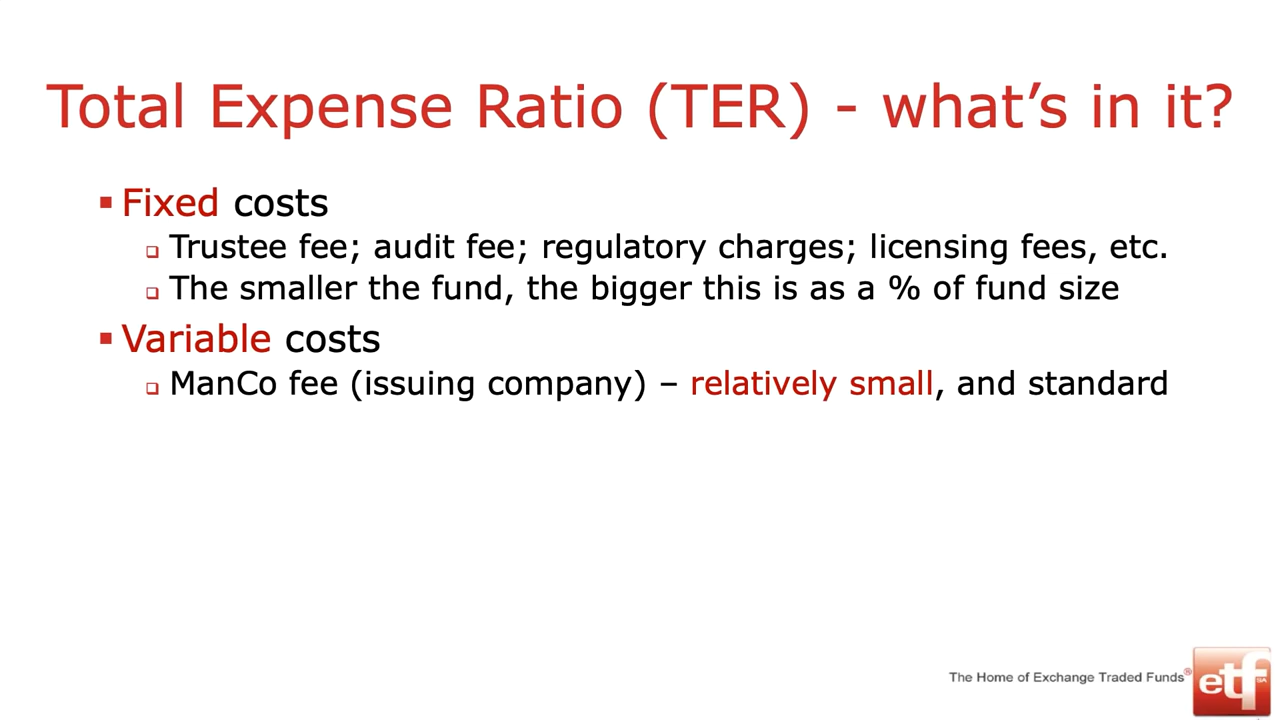 Total Expense Ratio (TER) - what’s in it?
Fixed costs
Trustee fee; audit fee; regulatory charges; licensing fees, etc.
The smaller the fund, the bigger this is as a % of fund size
Variable costs
ManCo fee (issuing company) – relatively small, and standard
The Home of Exchange Traded Funds®
etfSA